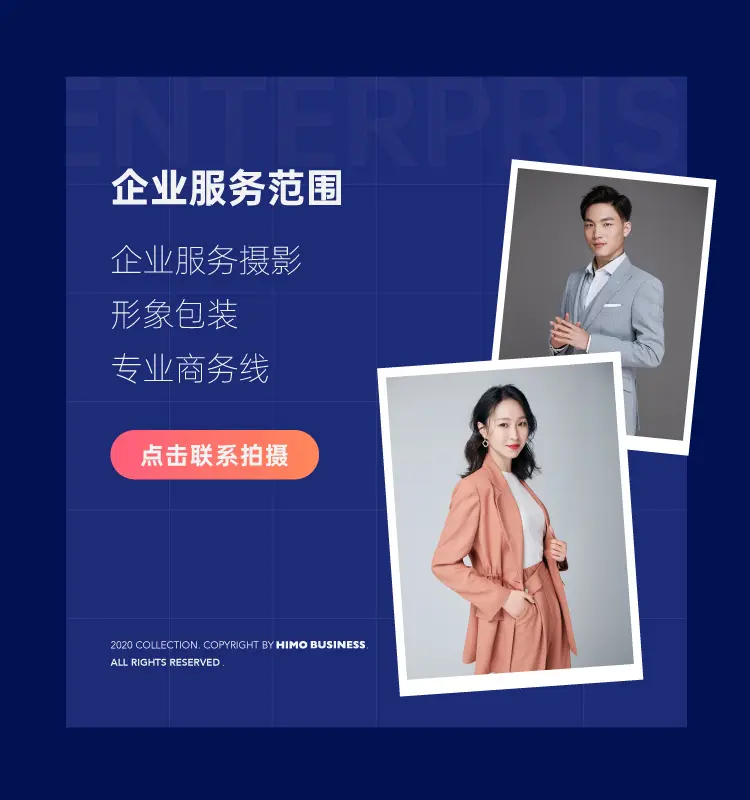 ENTERPRIS
企业服务范围
企业服务摄影
形象包装
专业商务线
点击联系拍摄
2020 COLLECTION. COPYRIGHT BY HIMO BUSINESS.
ALL RIGHTS RESERVED .